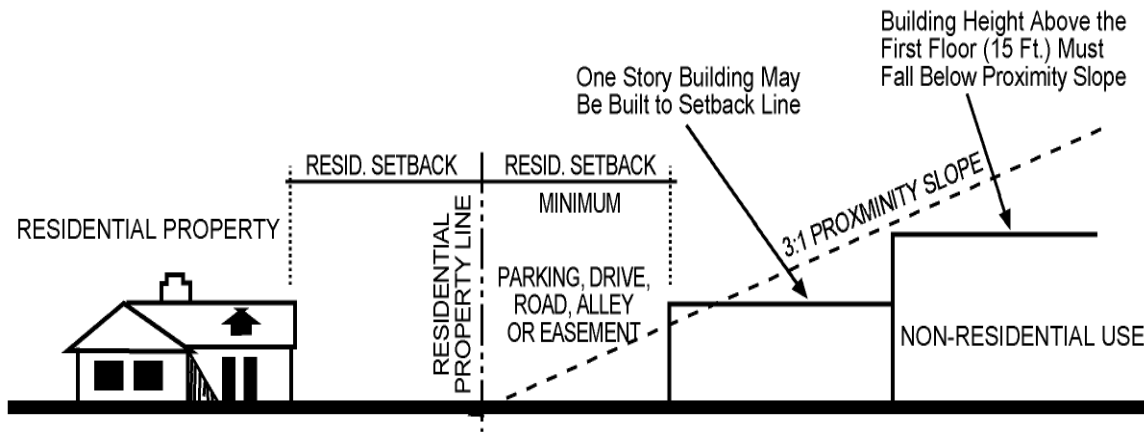 Building Height Above the
First Floor (15 Ft.) Must
Fall Below Proximity Slope
One Story Building May
Be Built to Setback Line
RESID. SETBACK
RESID. SETBACK
MINIMUM
RESIDENTIAL PROPERTY
RESIDENTIAL
PROPERTY LINE
PARKING, DRIVE,
ROAD, ALLEY
OR EASEMENT
3:1 PROXMINITY SLOPE
NON-RESIDENTIAL USE